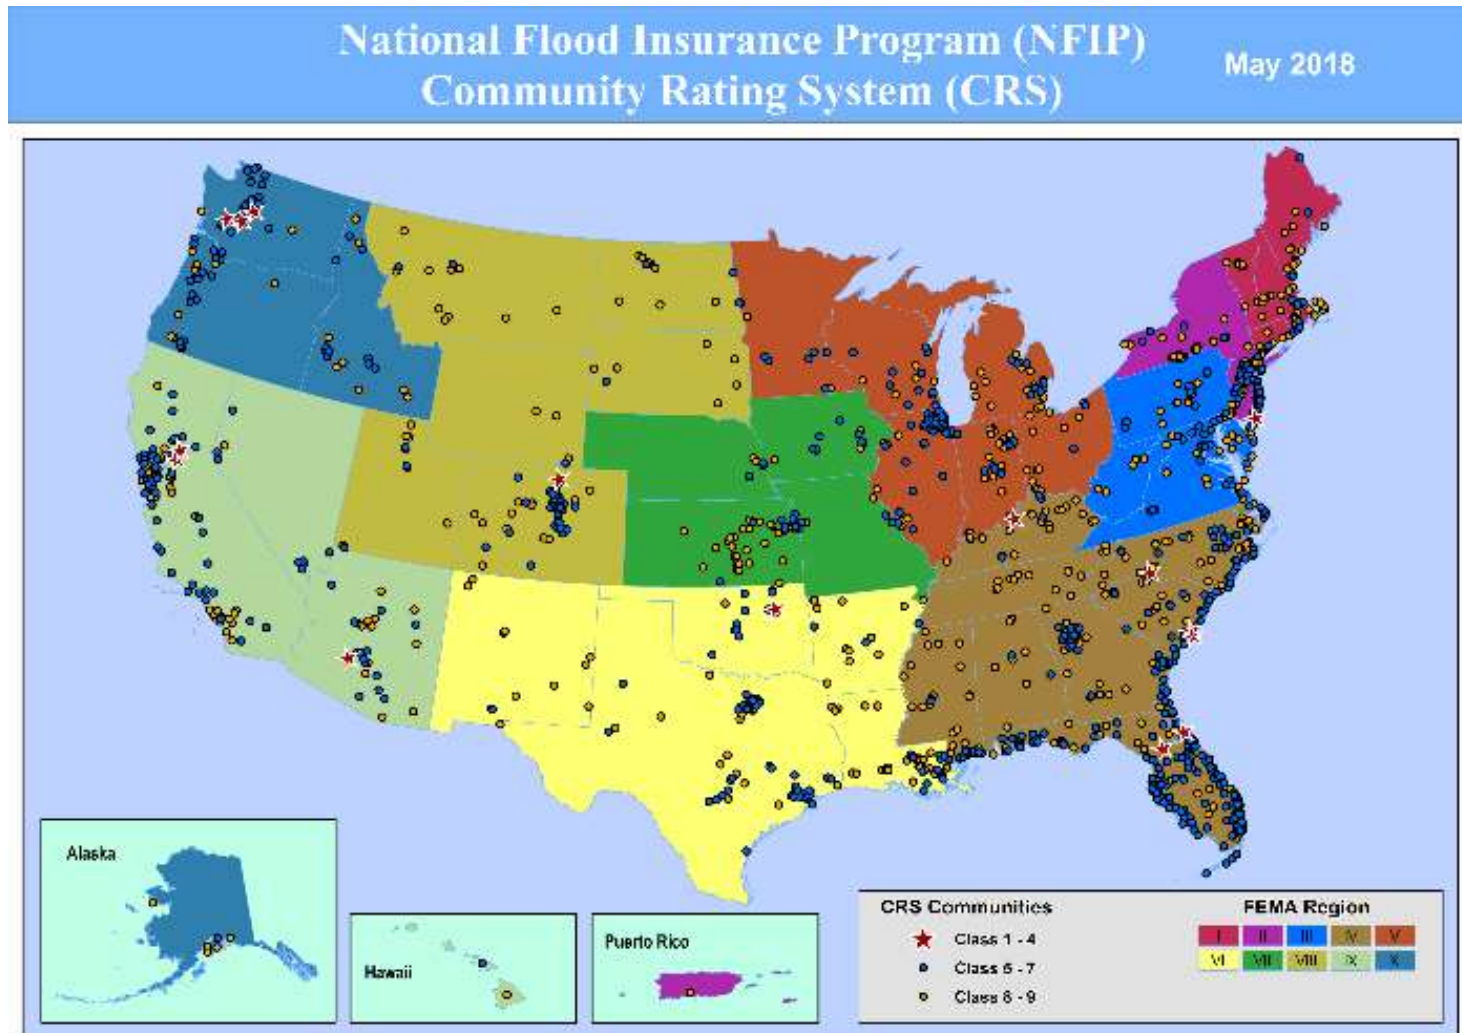 National Flood Insurance Program (NFIP)
Community Rating System (CRS)
May 2018
Alaska
Hawaii
Puerto Rico
CRS Communities
Class 1 - 4
Class 5 - 7
Class 8 - 9
FEMA Region
I II III IV V
VI VII VIII IX X